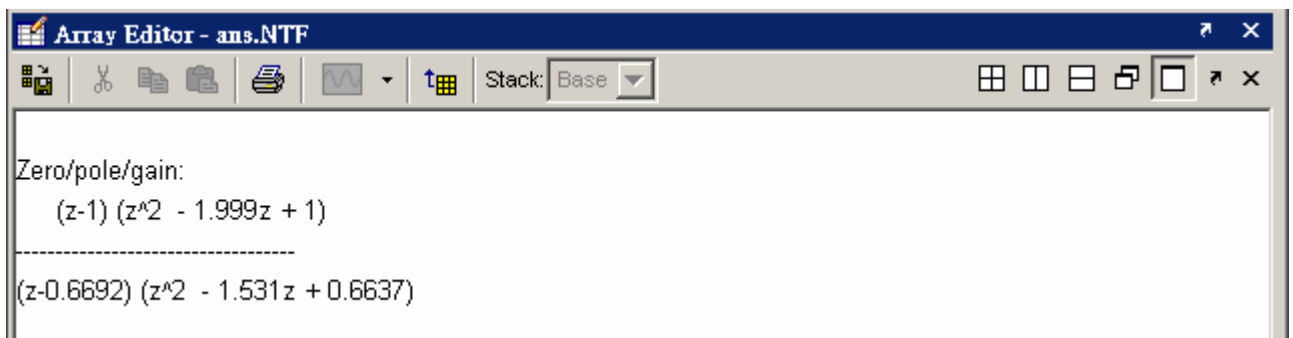 Array Editor - ans.NTF
Stack: Base
Zero/pole/gain:
(z-1) (z^2 - 1.999z + 1)
----------------------------------
(z-0.6692) (z^2 - 1.531z + 0.6637)